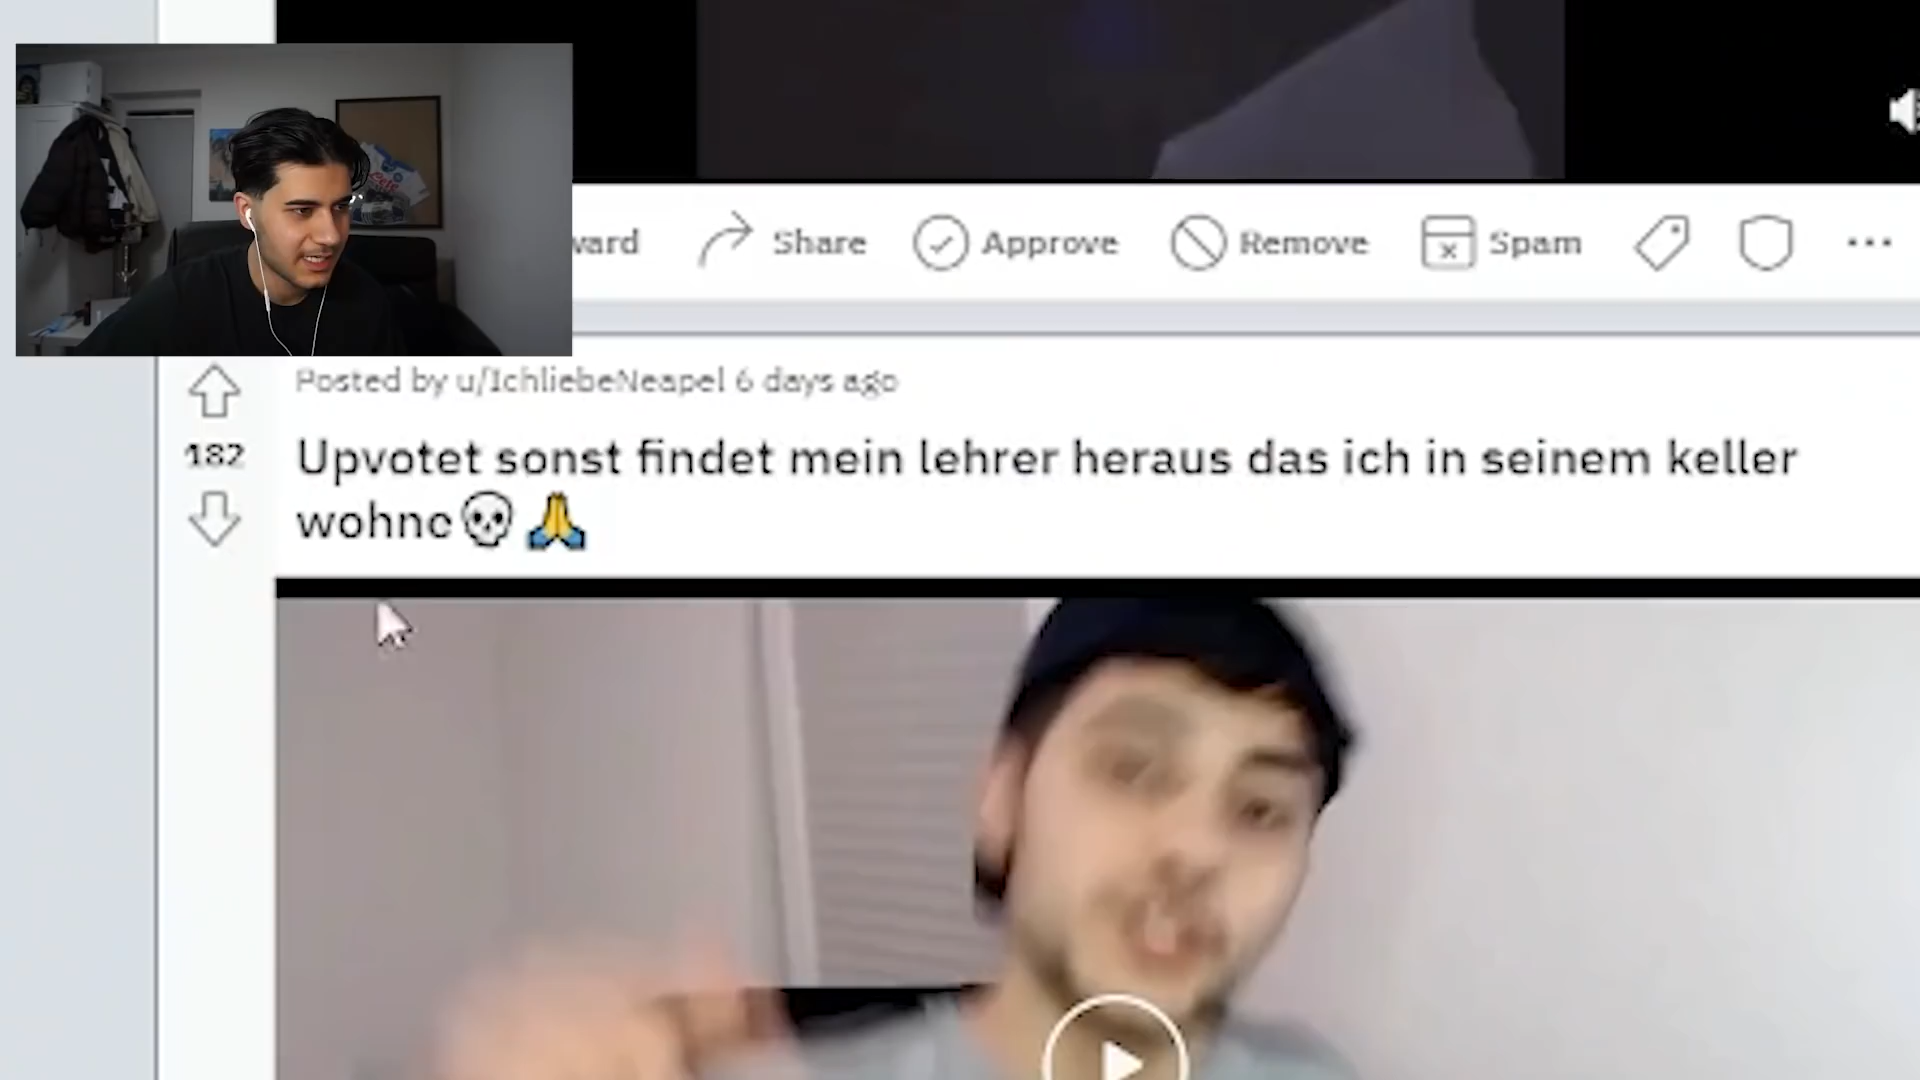 ward Share Approve Remove Spam
Posted by u/IchliebeNeapel 6 days ago
182
Upvotet sonst findet mein lehrer heraus das ich in seinem keller
wohne💀🙏